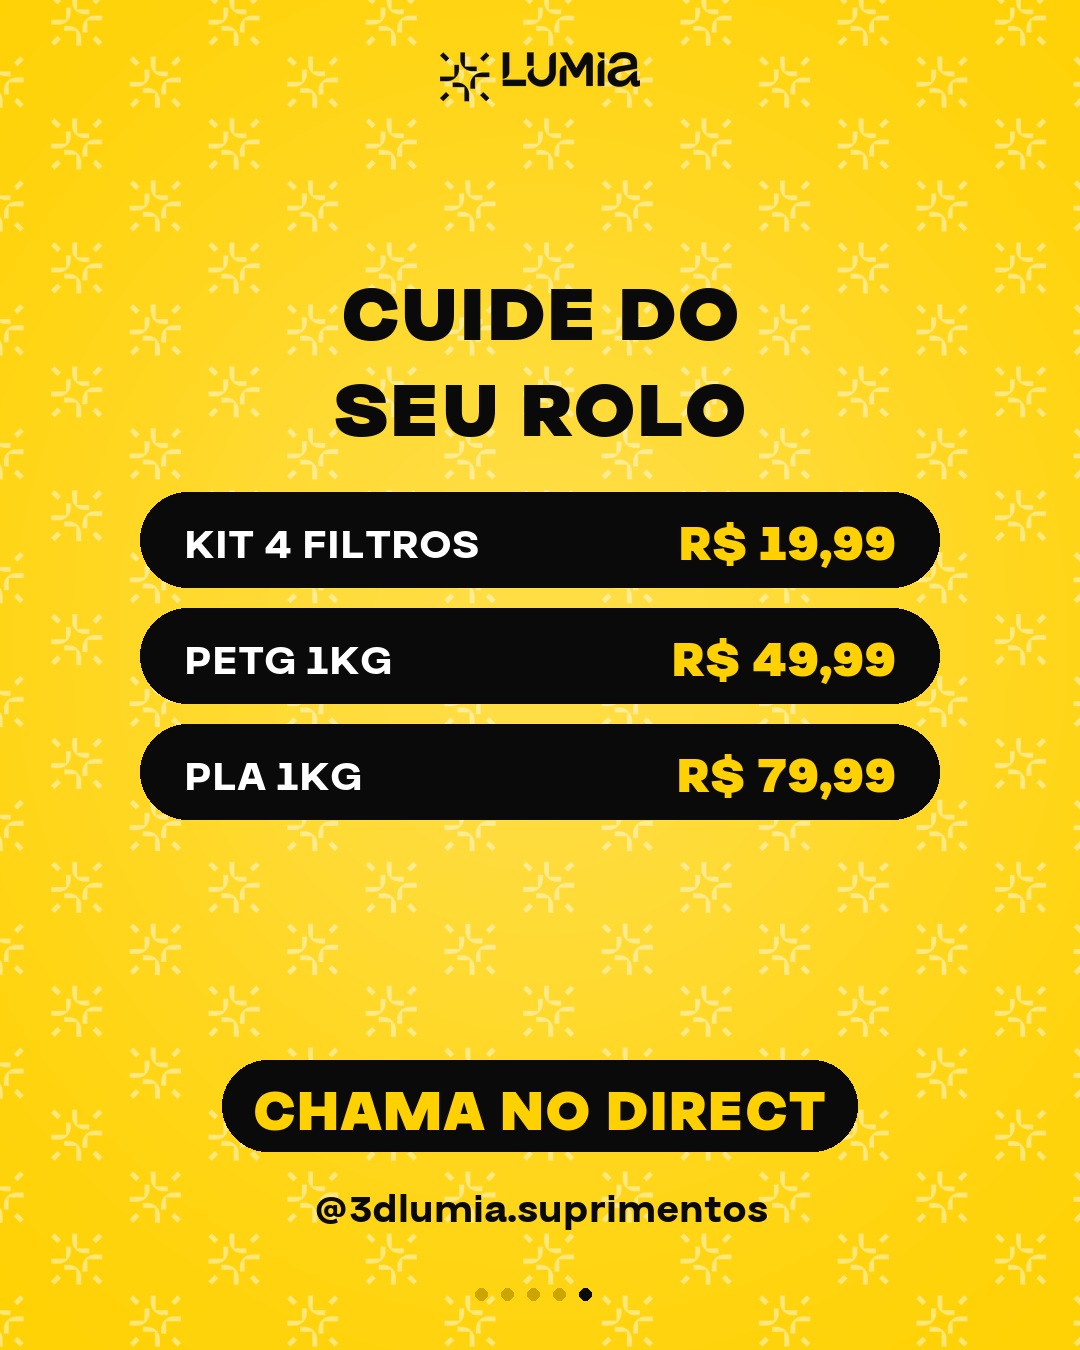 LUMia
CUIDE DO
SEU ROLO
KIT 4 FILTROS R$ 19,99
PETG 1KG R$ 49,99
PLA 1KG R$ 79,99
CHAMA NO DIRECT
@3dlumia.suprimentos